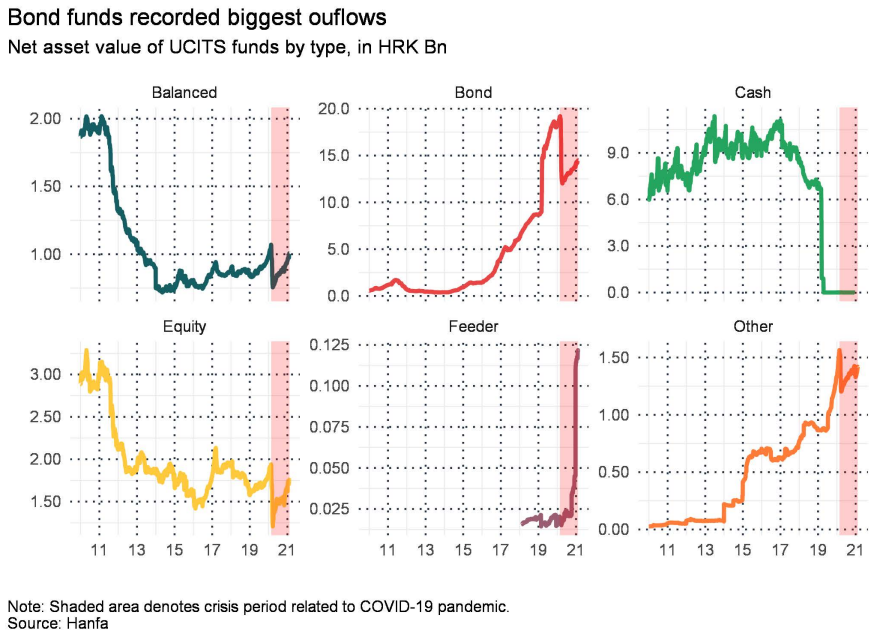 Bond funds recorded biggest ouflows
Net asset value of UCITS funds by type, in HRK Bn
Balanced
2.00
1.50
1.00
Bond
20.0
15.0
10.0
5.0
0.0
Cash
9.0
6.0
3.0
0.0
Equity
3.00
2.50
2.00
1.50
11 13 15 17 19 21
Feeder
0.125
0.100
0.075
0.050
0.025
11 13 15 17 19 21
Other
1.50
1.00
0.50
0.00
11 13 15 17 19 21
Note: Shaded area denotes crisis period related to COVID-19 pandemic.
Source: Hanfa